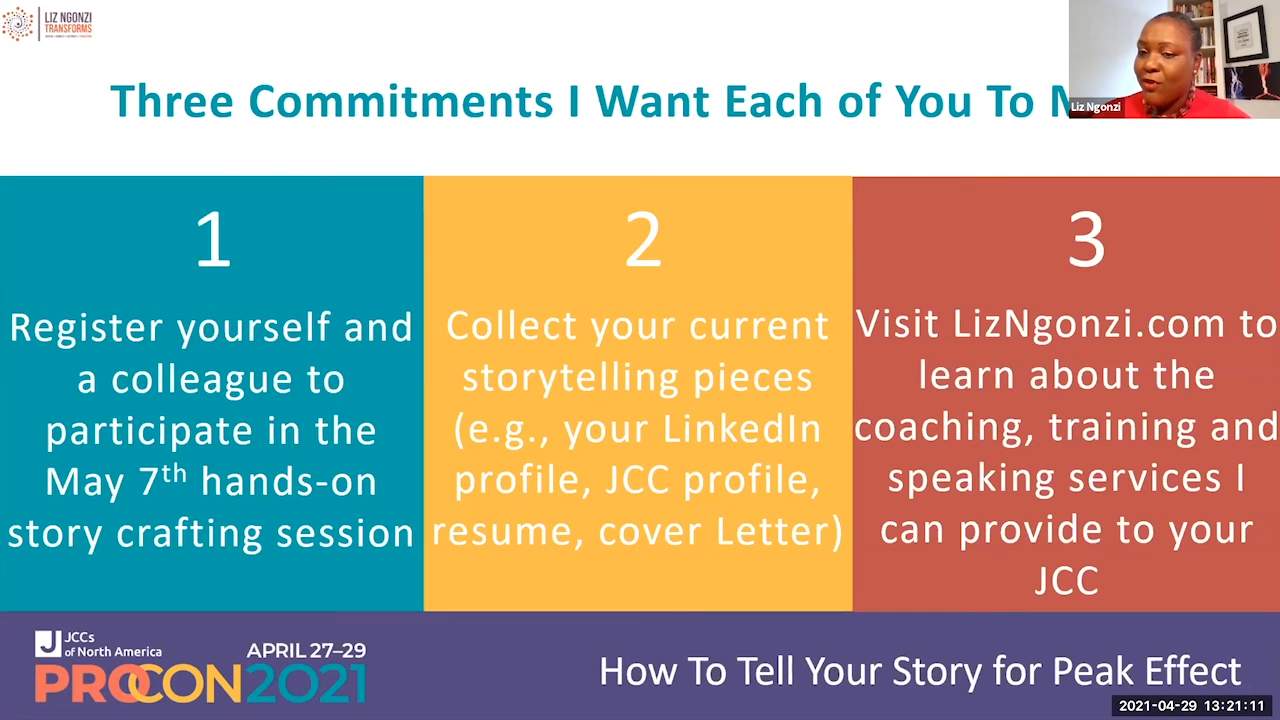 LIZ NGONZI
TRANSFORMS
Three Commitments I Want Each of You To M
Liz Ngonzi
1
Register yourself and
a colleague to
participate in the
May 7th hands-on
story crafting session
2
Collect your current
storytelling pieces
(e.g., your LinkedIn
profile, JCC profile,
resume, cover Letter)
3
Visit LizNgonzi.com to
learn about the
coaching, training and
speaking services I
can provide to your
JCC
J JCCs
of North America
APRIL 27–29
PROCON2021
How To Tell Your Story for Peak Effect
2021-04-29 13:21:11